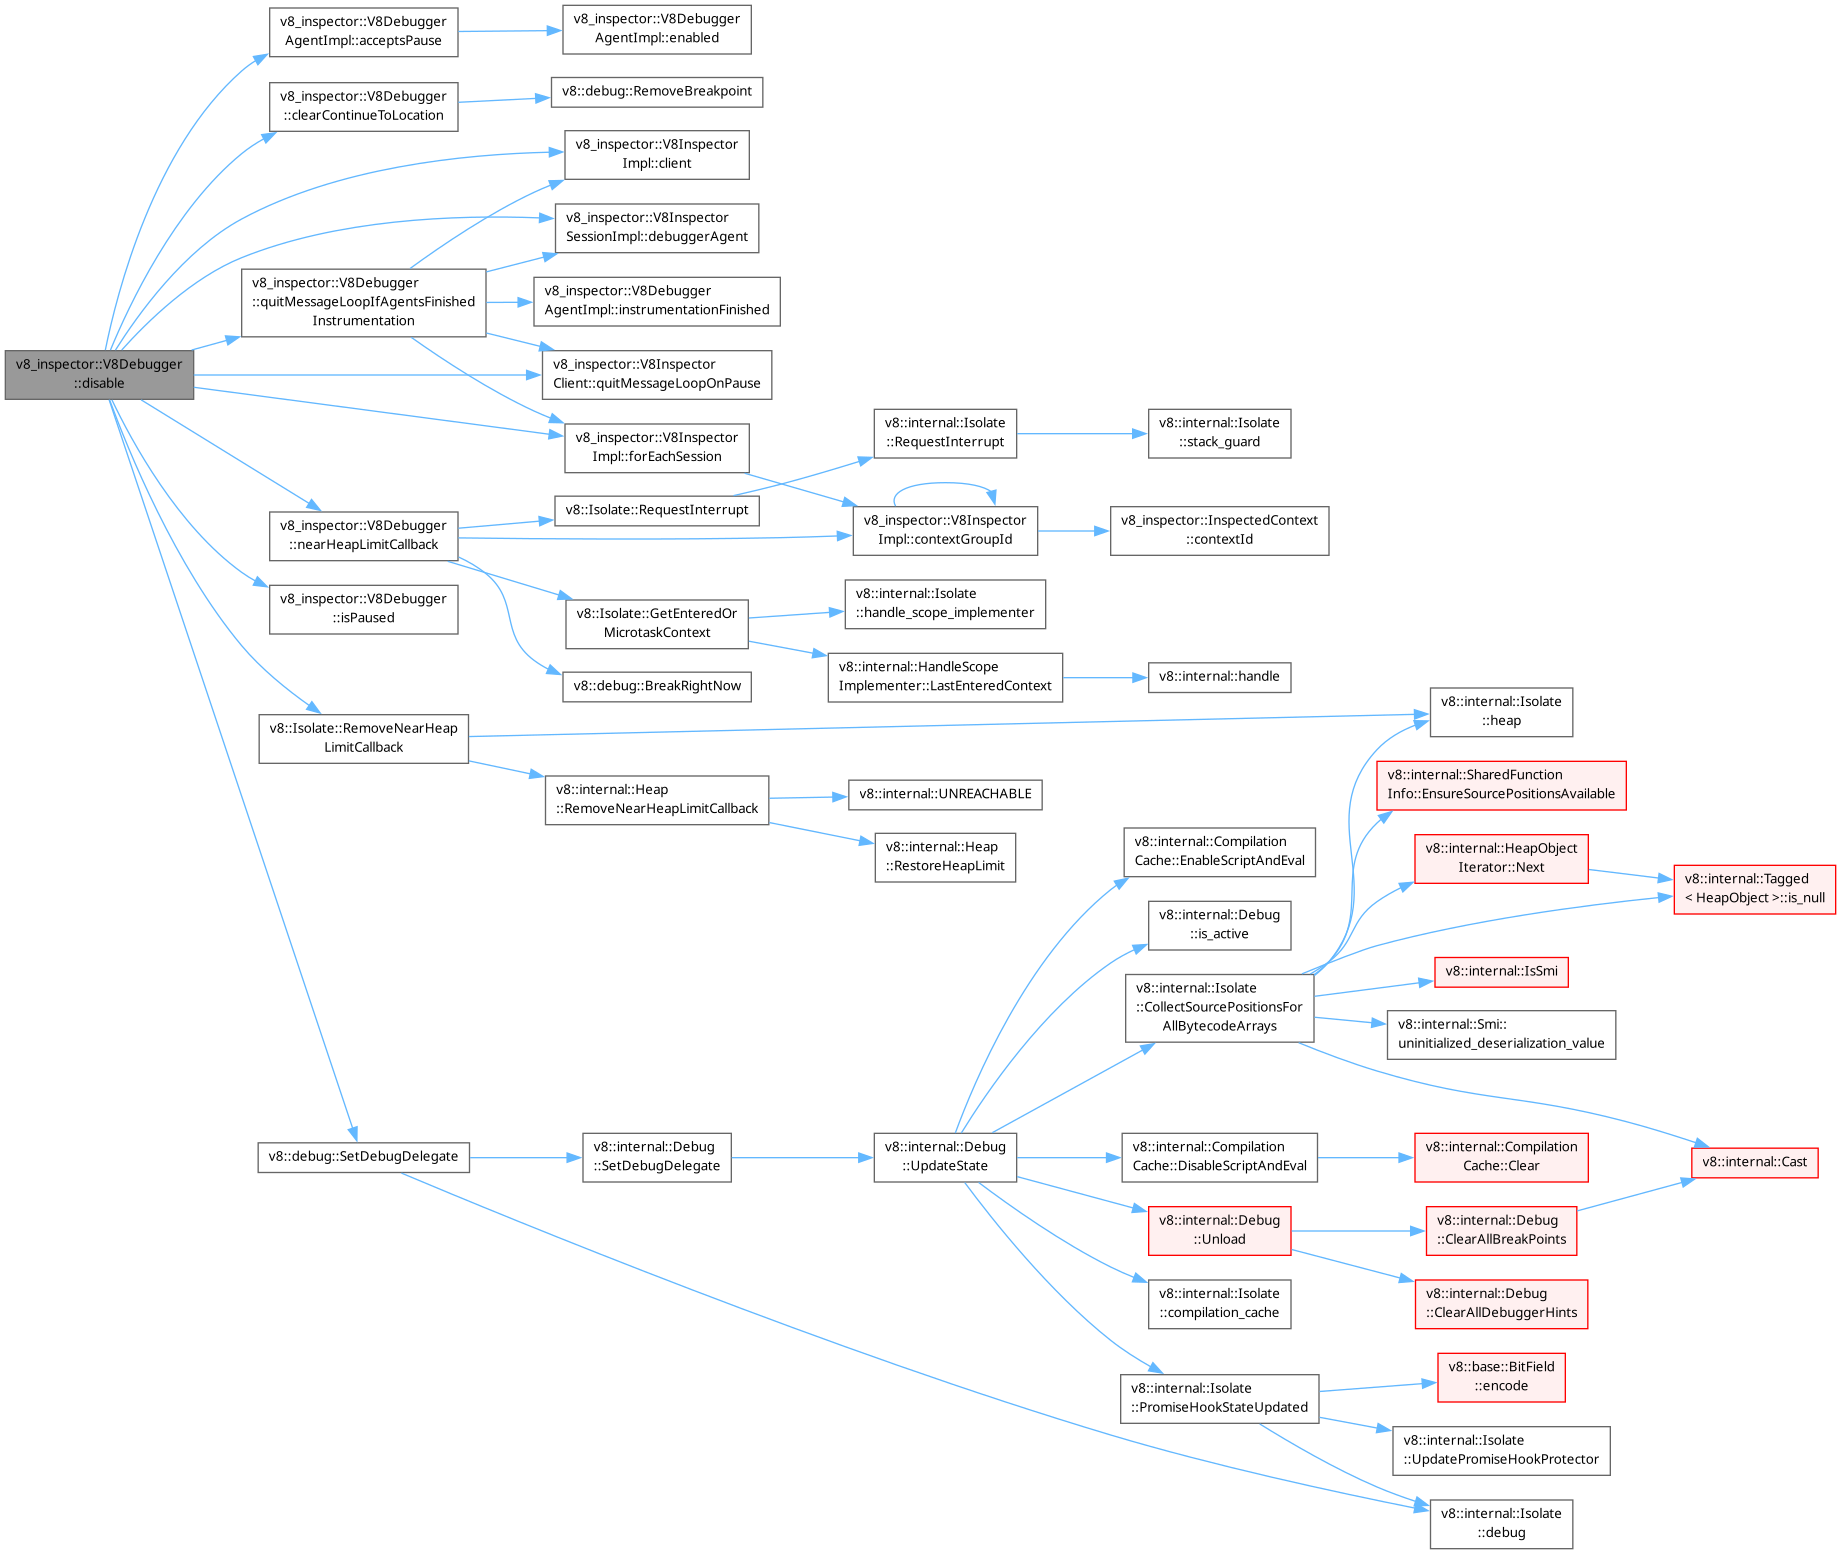 v8_inspector::V8Debugger
::disable
v8_inspector::V8Debugger
AgentImpl::acceptsPause
v8_inspector::V8Debugger
AgentImpl::enabled
v8_inspector::V8Debugger
::clearContinueToLocation
v8::debug::RemoveBreakpoint
v8_inspector::V8Inspector
Impl::client
v8_inspector::V8Inspector
SessionImpl::debuggerAgent
v8_inspector::V8Debugger
::quitMessageLoopIfAgentsFinished
Instrumentation
v8_inspector::V8Debugger
AgentImpl::instrumentationFinished
v8_inspector::V8Inspector
Client::quitMessageLoopOnPause
v8_inspector::V8Inspector
Impl::forEachSession
v8::internal::Isolate
::RequestInterrupt
v8::internal::Isolate
::stack_guard
v8::Isolate::RequestInterrupt
v8_inspector::V8Debugger
::nearHeapLimitCallback
v8_inspector::V8Inspector
Impl::contextGroupId
v8_inspector::InspectedContext
::contextId
v8_inspector::V8Debugger
::isPaused
v8::Isolate::GetEnteredOr
MicrotaskContext
v8::internal::Isolate
::handle_scope_implementer
v8::internal::HandleScope
Implementer::LastEnteredContext
v8::internal::handle
v8::debug::BreakRightNow
v8::Isolate::RemoveNearHeap
LimitCallback
v8::internal::Isolate
::heap
v8::internal::Heap
::RemoveNearHeapLimitCallback
v8::internal::UNREACHABLE
v8::internal::Heap
::RestoreHeapLimit
v8::internal::SharedFunction
Info::EnsureSourcePositionsAvailable
v8::internal::Compilation
Cache::EnableScriptAndEval
v8::internal::HeapObject
Iterator::Next
v8::internal::Tagged
< HeapObject >::is_null
v8::internal::Debug
::is_active
v8::internal::Isolate
::CollectSourcePositionsFor
AllBytecodeArrays
v8::internal::IsSmi
v8::internal::Smi::
uninitialized_deserialization_value
v8::debug::SetDebugDelegate
v8::internal::Debug
::SetDebugDelegate
v8::internal::Debug
::UpdateState
v8::internal::Compilation
Cache::DisableScriptAndEval
v8::internal::Compilation
Cache::Clear
v8::internal::Cast
v8::internal::Debug
::Unload
v8::internal::Debug
::ClearAllBreakPoints
v8::internal::Isolate
::compilation_cache
v8::internal::Debug
::ClearAllDebuggerHints
v8::internal::Isolate
::PromiseHookStateUpdated
v8::base::BitField
::encode
v8::internal::Isolate
::UpdatePromiseHookProtector
v8::internal::Isolate
::debug